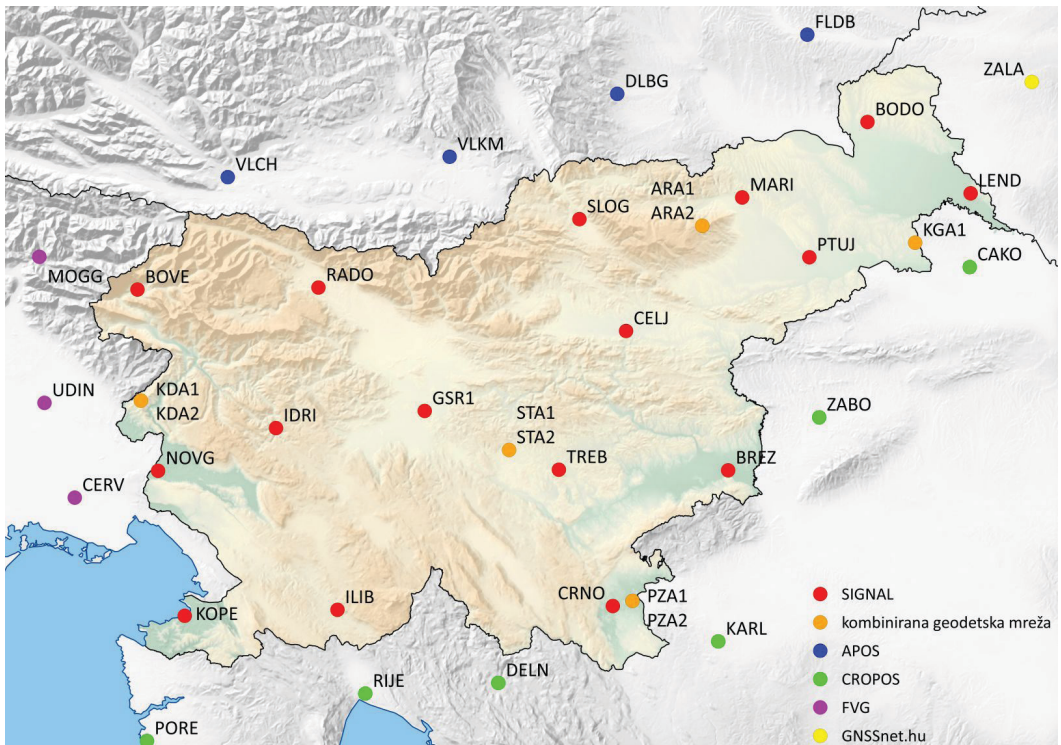 FLDB
ZALA
DLBG
BODO
VLKM
VLCH
LEND
ARA1
MARI
ARA2
SLOG
KGA1
PTUJ
CAKO
MOGG
BOVE
RADO
CELJ
KDA1
UDIN
KDA2
GSR1
IDRI
STA1
STA2
ZABO
TREB
BREZ
NOVG
CERV
ILIB
CRNO
PZA1
PZA2
KOPE
KARL
DELN
RIJE
PORE
SIGNAL
kombinirana geodetska mreža
APOS
CROPOS
FVG
GNSSnet.hu